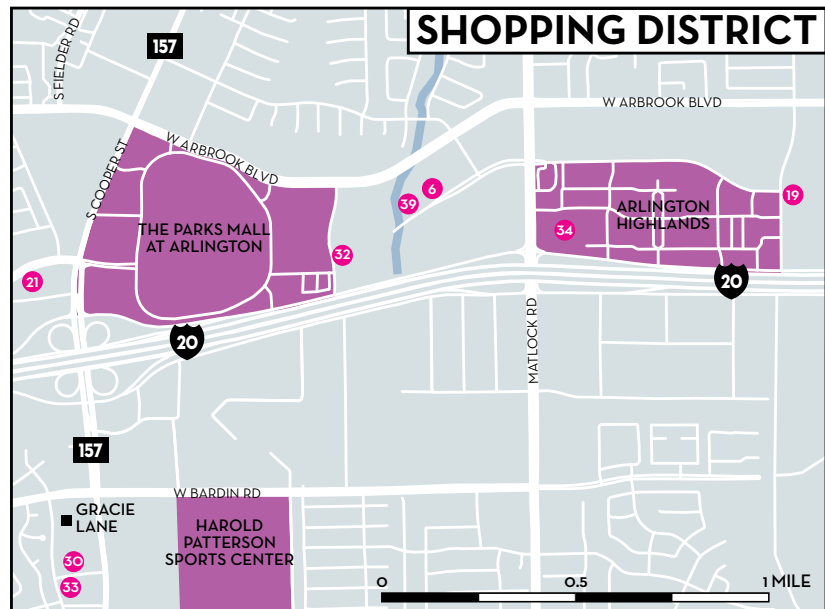 SHOPPING DISTRICT
S FIELDER RD
157
W ARBROOK BLVD
W ARBROOK BLVD
S COOPER ST
6
39
19
34
ARLINGTON
HIGHLANDS
THE PARKS MALL
AT ARLINGTON
32
21
20
20
MATLOCK RD
157
W BARDIN RD
GRACIE
LANE
HAROLD
PATTERSON
SPORTS CENTER
30
33
0
0.5
1 MILE